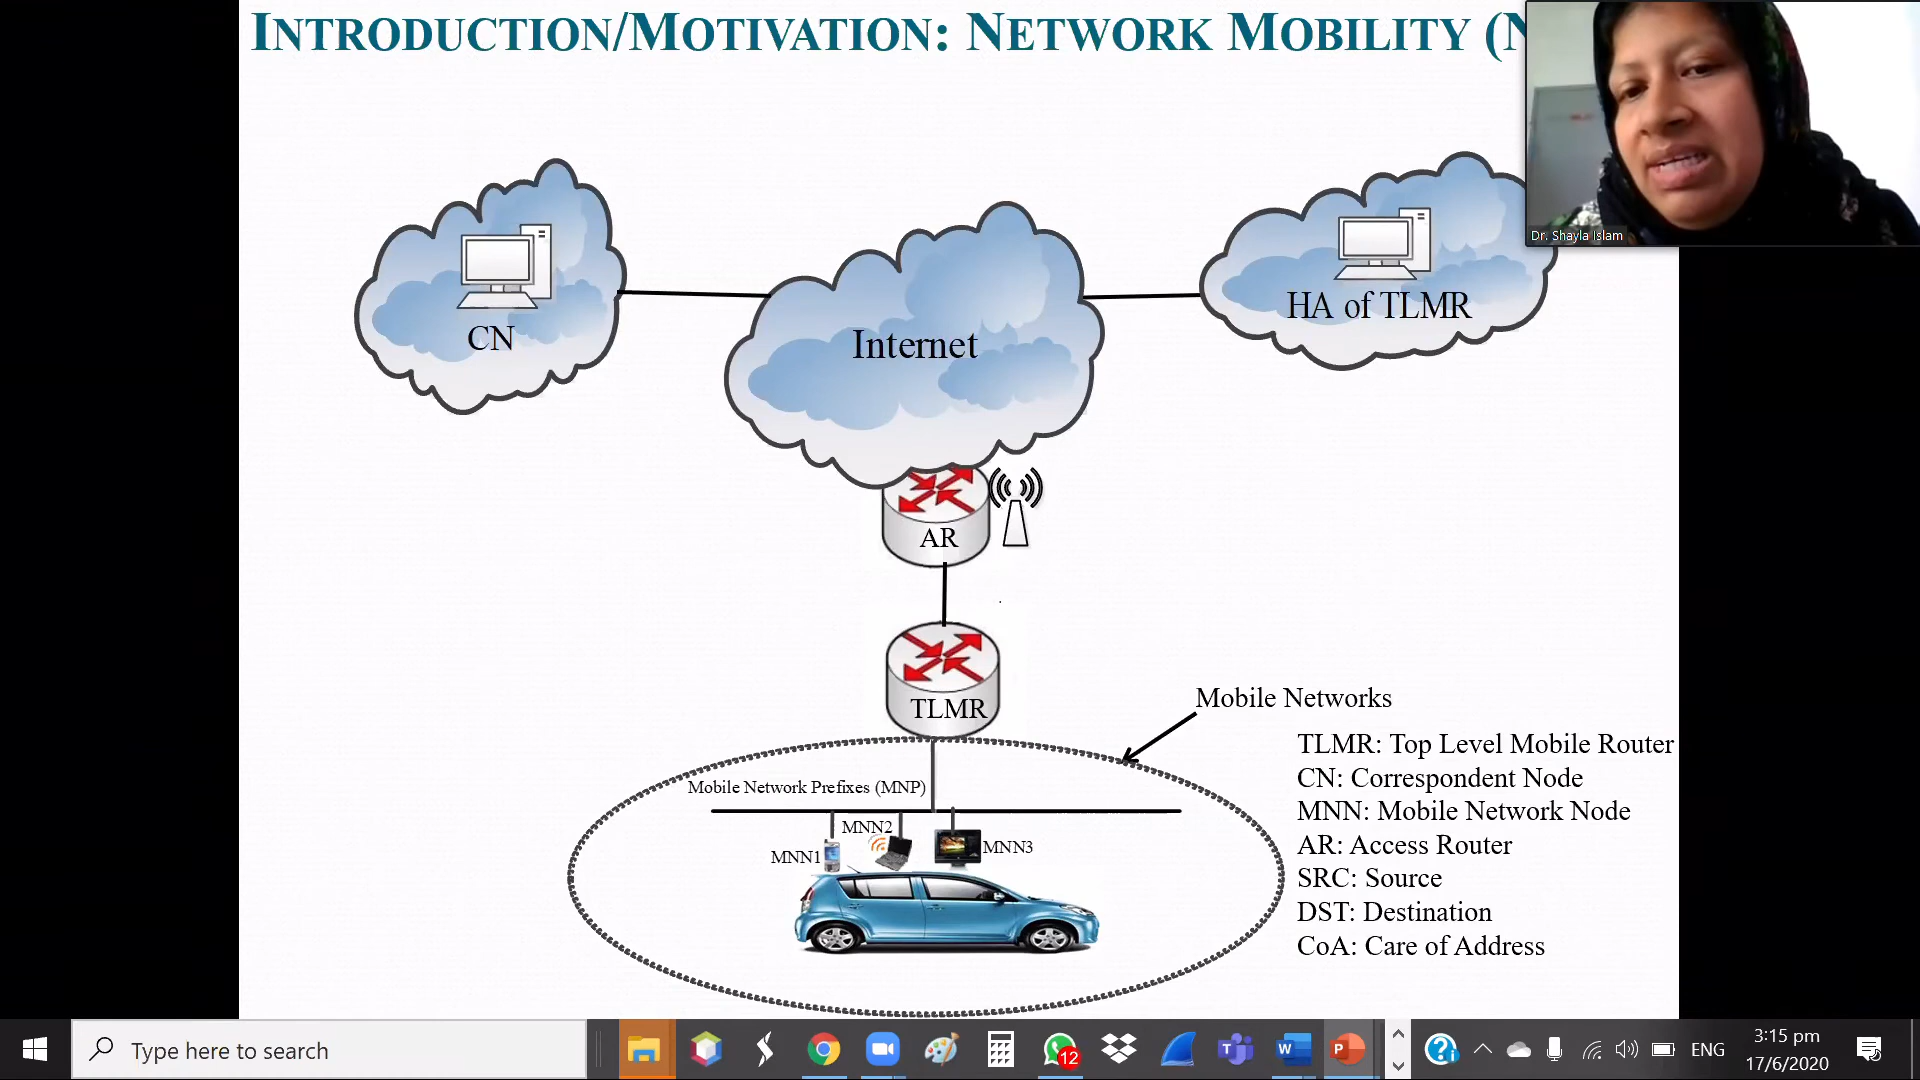 INTRODUCTION/MOTIVATION: NETWORK MOBILITY (N
Dr. Shayla Islam
CN
Internet
HA of TLMR
AR
TLMR
Mobile Networks
Mobile Network Prefixes (MNP)
MNN2
MNN1
MNN3
TLMR: Top Level Mobile Router
CN: Correspondent Node
MNN: Mobile Network Node
AR: Access Router
SRC: Source
DST: Destination
CoA: Care of Address
Type here to search
12
ENG
3:15 pm
17/6/2020